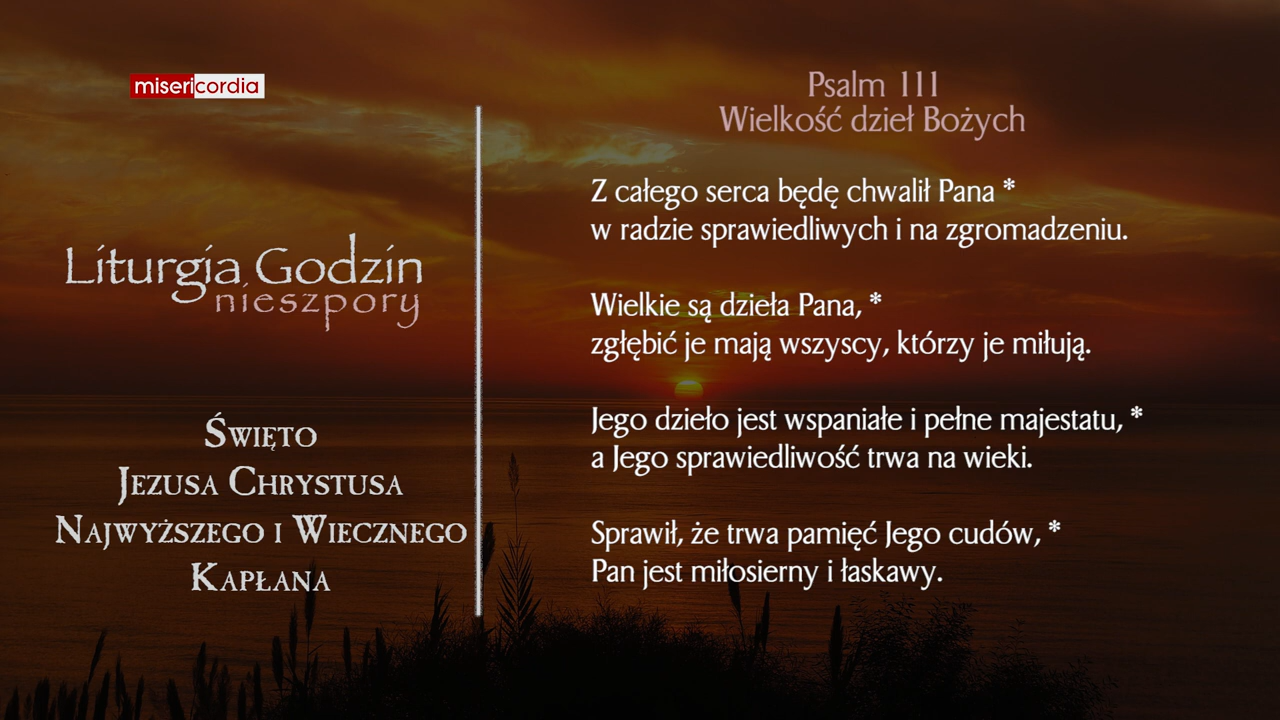 misericordia
Liturgia Godzin
nieszpory
Święto
Jezusa Chrystusa
Najwyższego i Wiecznego
Kapłana
Psalm 111
Wielkość dzieł Bożych
Z całego serca będę chwalił Pana *
w radzie sprawiedliwych i na zgromadzeniu.
Wielkie są dzieła Pana, *
zgłębić je mają wszyscy, którzy je miłują.
Jego dzieło jest wspaniałe i pełne majestatu, *
a Jego sprawiedliwość trwa na wieki.
Sprawił, że trwa pamięć Jego cudów, *
Pan jest miłosierny i łaskawy.